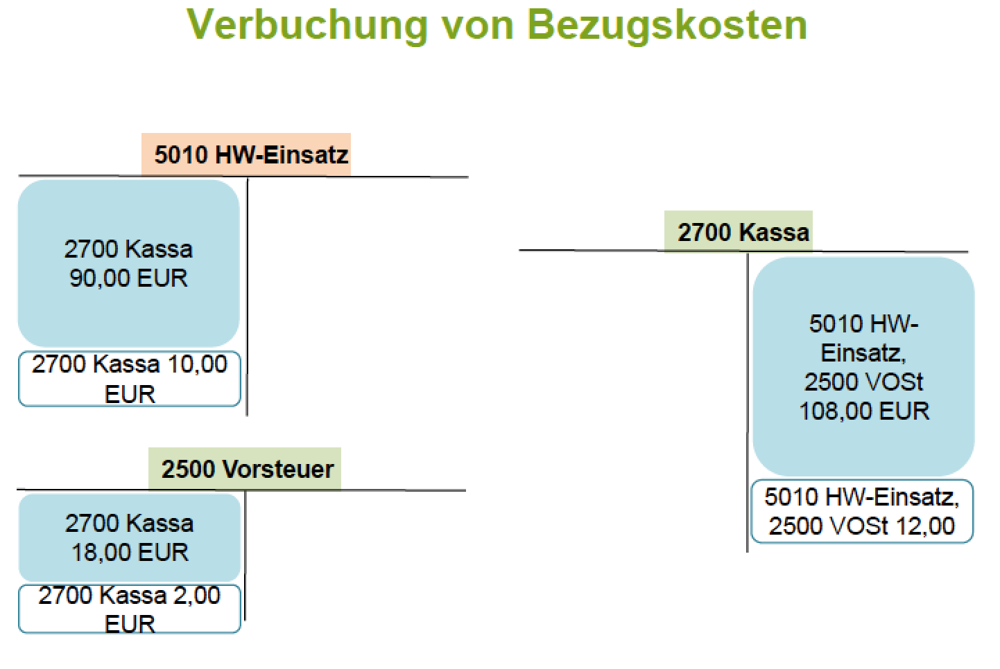 Verbuchung von Bezugskosten
5010 HW-Einsatz
2700 Kassa
90,00 EUR
2700 Kassa 10,00
EUR
2500 Vorsteuer
2700 Kassa
18,00 EUR
2700 Kassa 2,00
EUR
2700 Kassa
5010 HW-
Einsatz,
2500 VOSt
108,00 EUR
5010 HW-Einsatz,
2500 VOSt 12,00